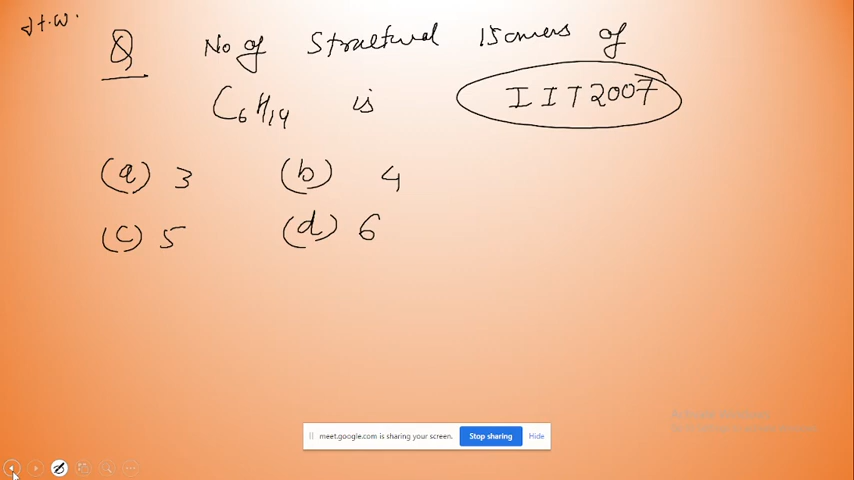 H.W.
Q No of Structural Isomers of
C6H14 is IIT 2007
(a) 3 (b) 4
(c) 5 (d) 6
meet.google.com is sharing your screen. Stop sharing Hide